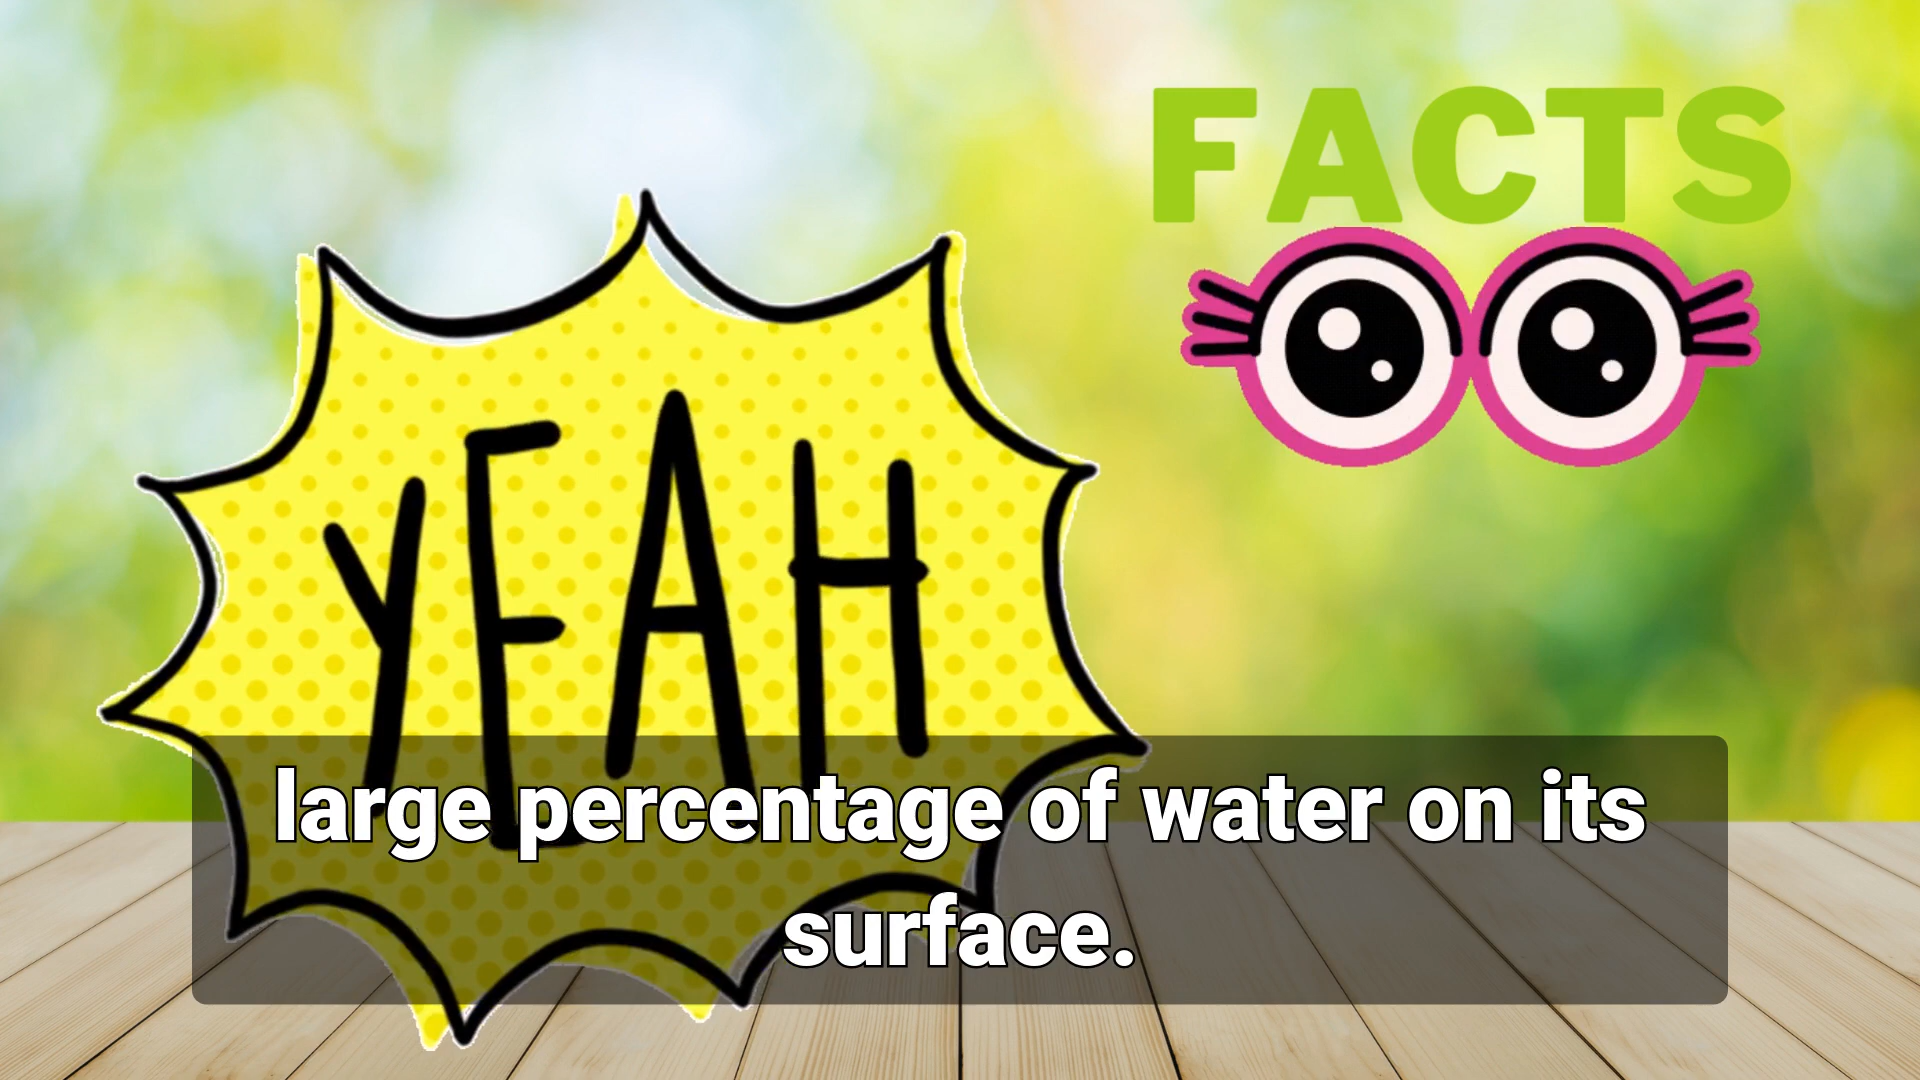 FACTS
YEAH
large percentage of water on its
surface.